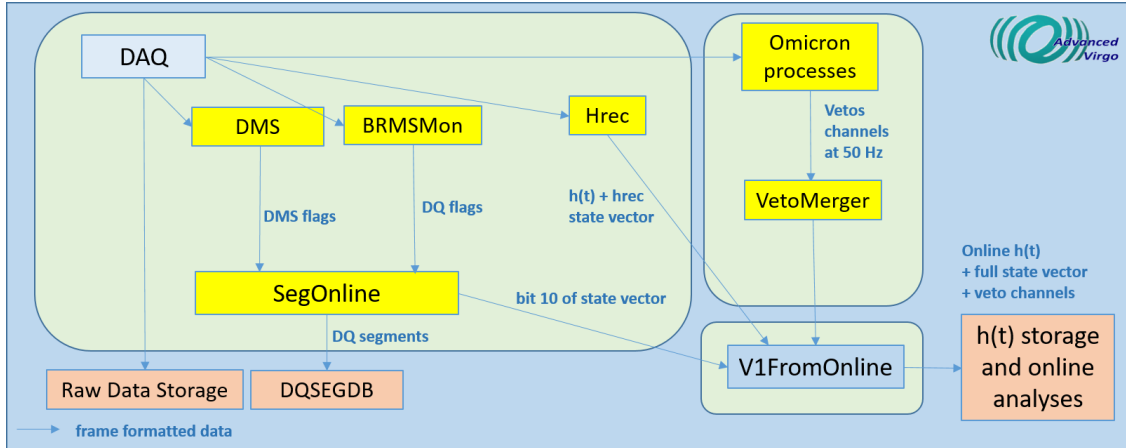 DAQ
Omicron
processes
Advanced
Virgo
DMS
BRMSMon
Hrec
Vetos
channels
at 50 Hz
DMS flags
DQ flags
h(t) + hrec
state vector
VetoMerger
SegOnline
bit 10 of state vector
Online h(t)
+ full state vector
+ veto channels
DQ segments
V1FromOnline
h(t) storage
and online
analyses
Raw Data Storage
DQSEGDB
frame formatted data